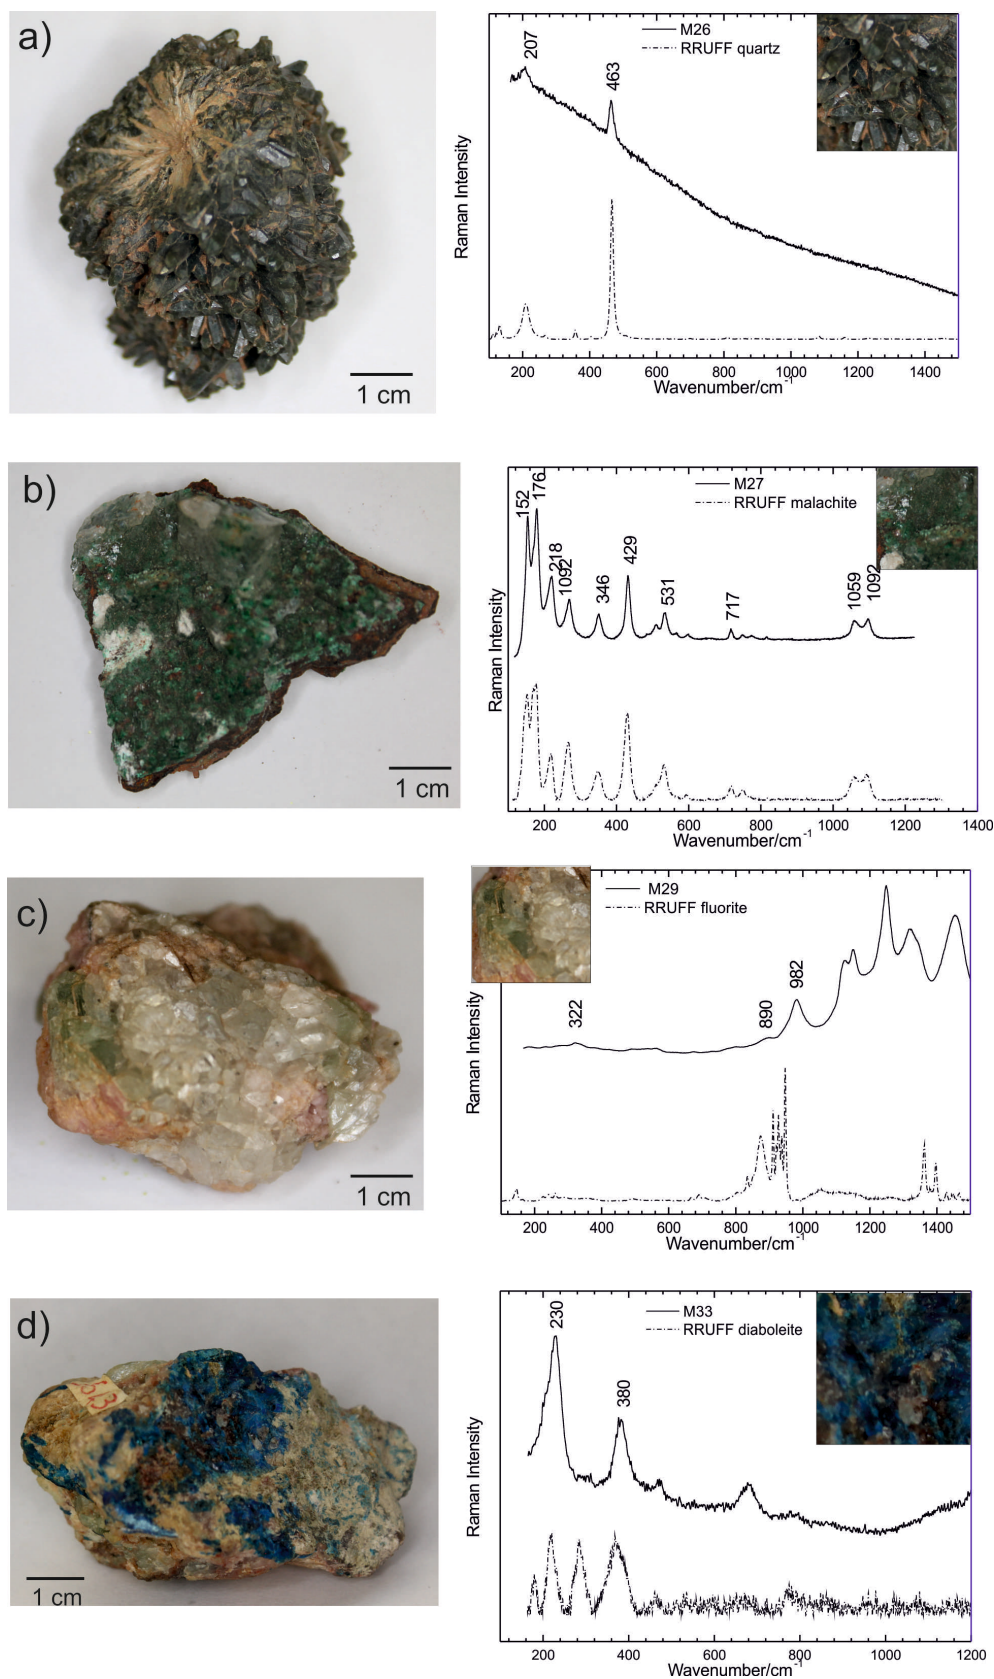 a)
1 cm
M26
RRUFF quartz
207
463
Raman Intensity
200 400 600 800 1000 1200 1400
Wavenumber/cm-1
b)
1 cm
M27
RRUFF malachite
152
176
218
1092
346
429
531
717
1059
1092
Raman Intensity
200 400 600 800 1000 1200 1400
Wavenumber/cm-1
c)
1 cm
M29
RRUFF fluorite
322
890
982
Raman Intensity
200 400 600 800 1000 1200 1400
Wavenumber/cm-1
d)
1 cm
M33
RRUFF diaboleite
230
380
Raman Intensity
200 400 600 800 1000 1200
Wavenumber/cm-1